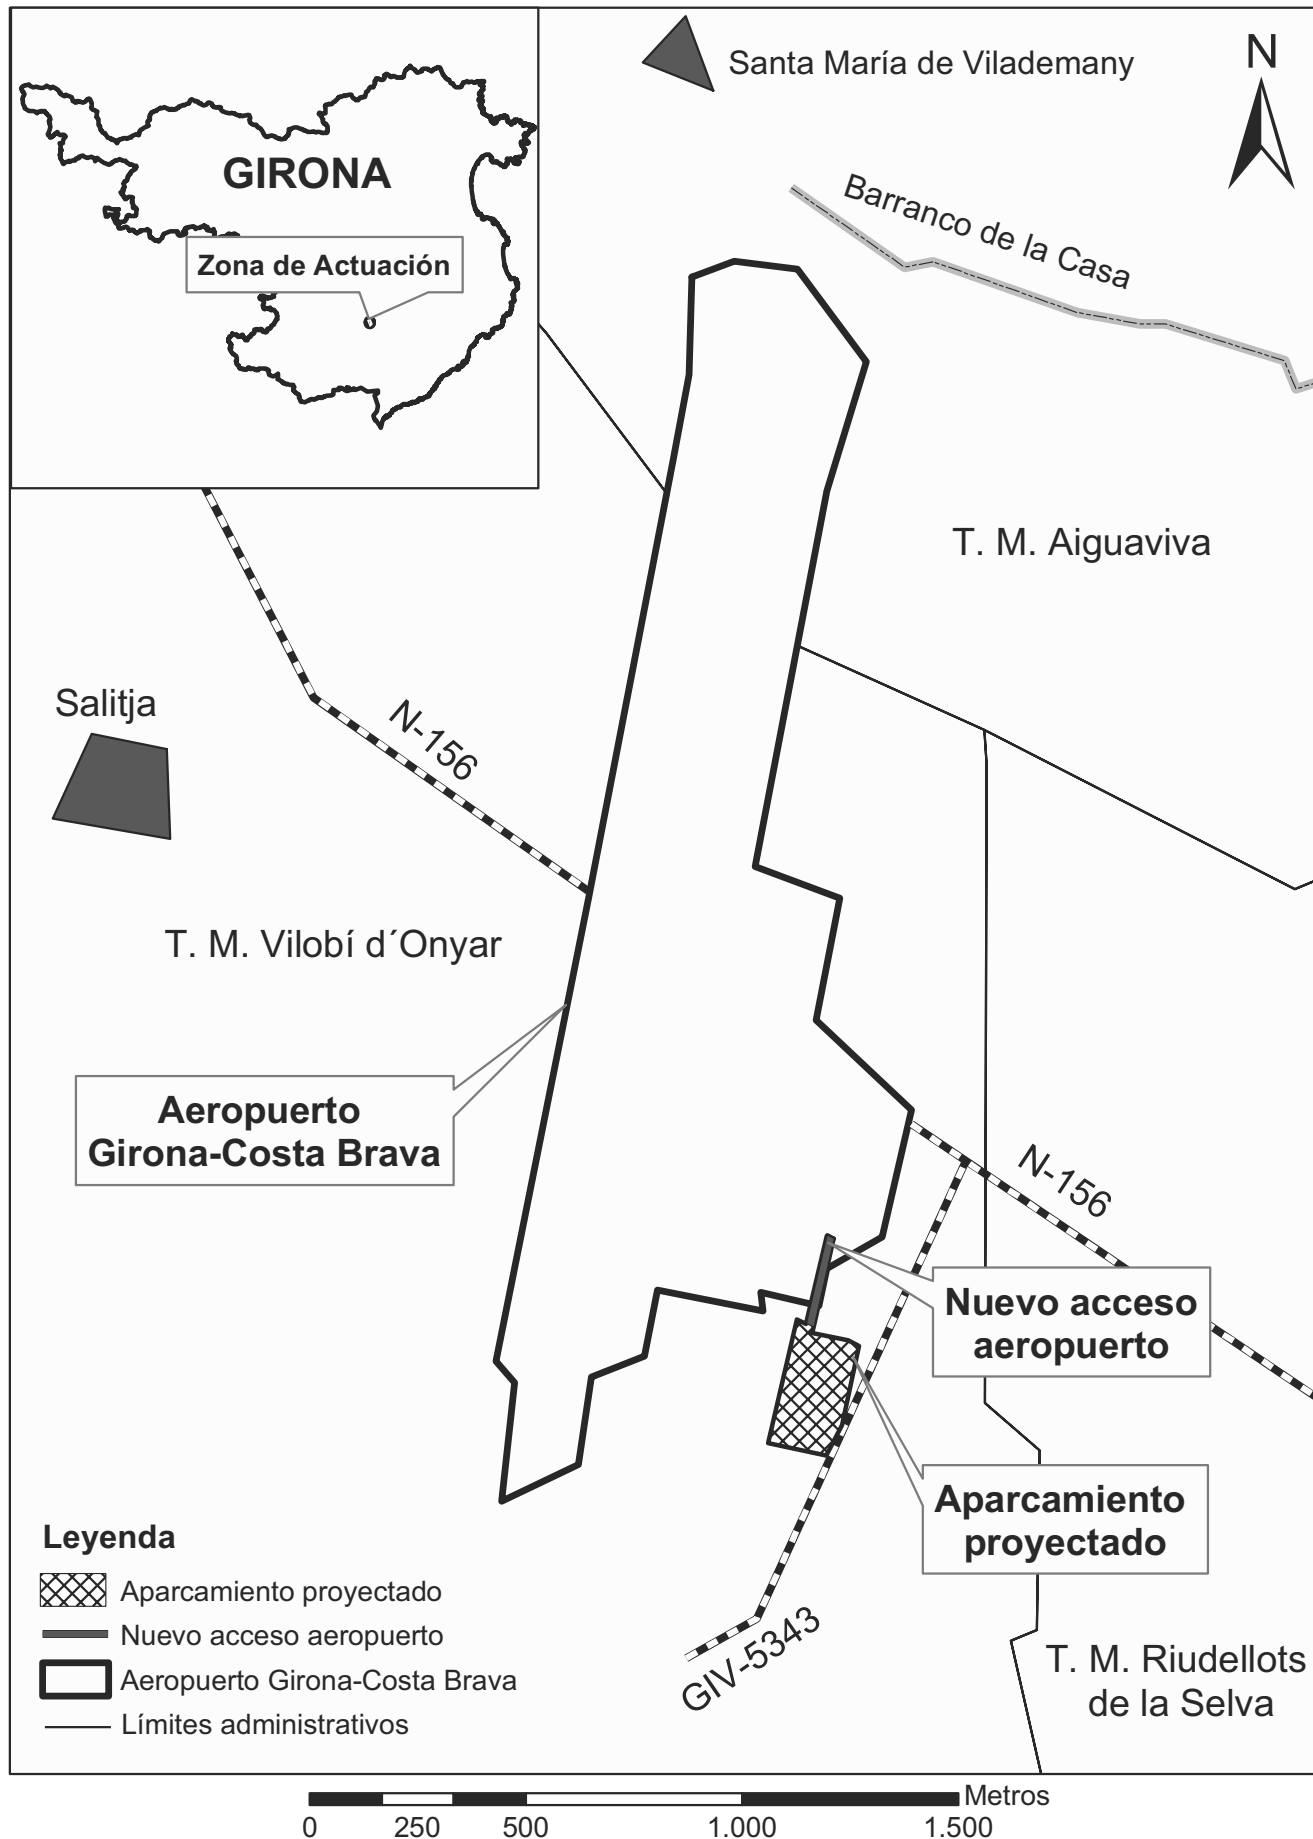 Santa María de Vilademany
N
GIRONA
Zona de Actuación
Barranco de la Casa
T. M. Aiguaviva
Salitja
N-156
T. M. Vilobí d´Onyar
Aeropuerto
Girona-Costa Brava
N-156
Nuevo acceso
aeropuerto
Aparcamiento
proyectado
GIV-5343
T. M. Riudellots
de la Selva
Leyenda
Aparcamiento proyectado
Nuevo acceso aeropuerto
Aeropuerto Girona-Costa Brava
Límites administrativos
Metros
0 250 500 1.000 1.500